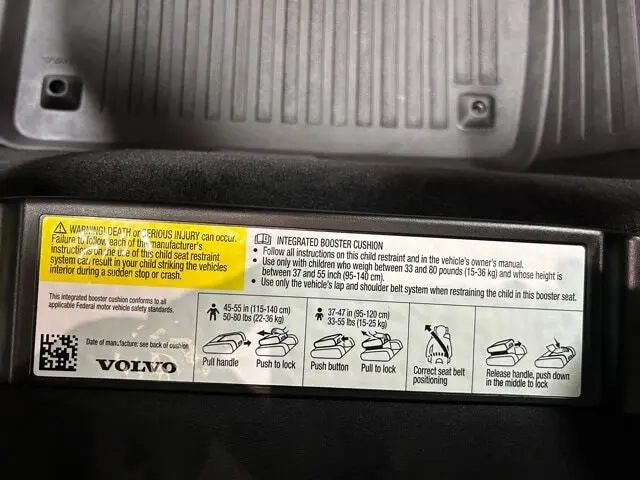 WARNING! DEATH or SERIOUS INJURY can occur.
Failure to follow each of the manufacturer's
instructions on the use of this child seat restraint
system can result in your child striking the vehicles
interior during a sudden stop or crash.
INTEGRATED BOOSTER CUSHION
• Follow all instructions on this child restraint and in the vehicle's owner's manual.
• Use only with children who weigh between 33 and 80 pounds (15-36 kg) and whose height is
between 37 and 55 inch (95-140 cm).
• Use only the vehicle's lap and shoulder belt system when restraining the child in this booster seat.
This integrated booster cushion conforms to all
applicable Federal motor vehicle safety standards.
Date of manufacture: see back of cushion
VOLVO
45-55 in (115-140 cm)
50-80 lbs (22-36 kg)
Pull handle
Push to lock
37-47 in (95-120 cm)
33-55 lbs (15-25 kg)
Push button
Pull to lock
Correct seat belt
positioning
Release handle, push down
in the middle to lock